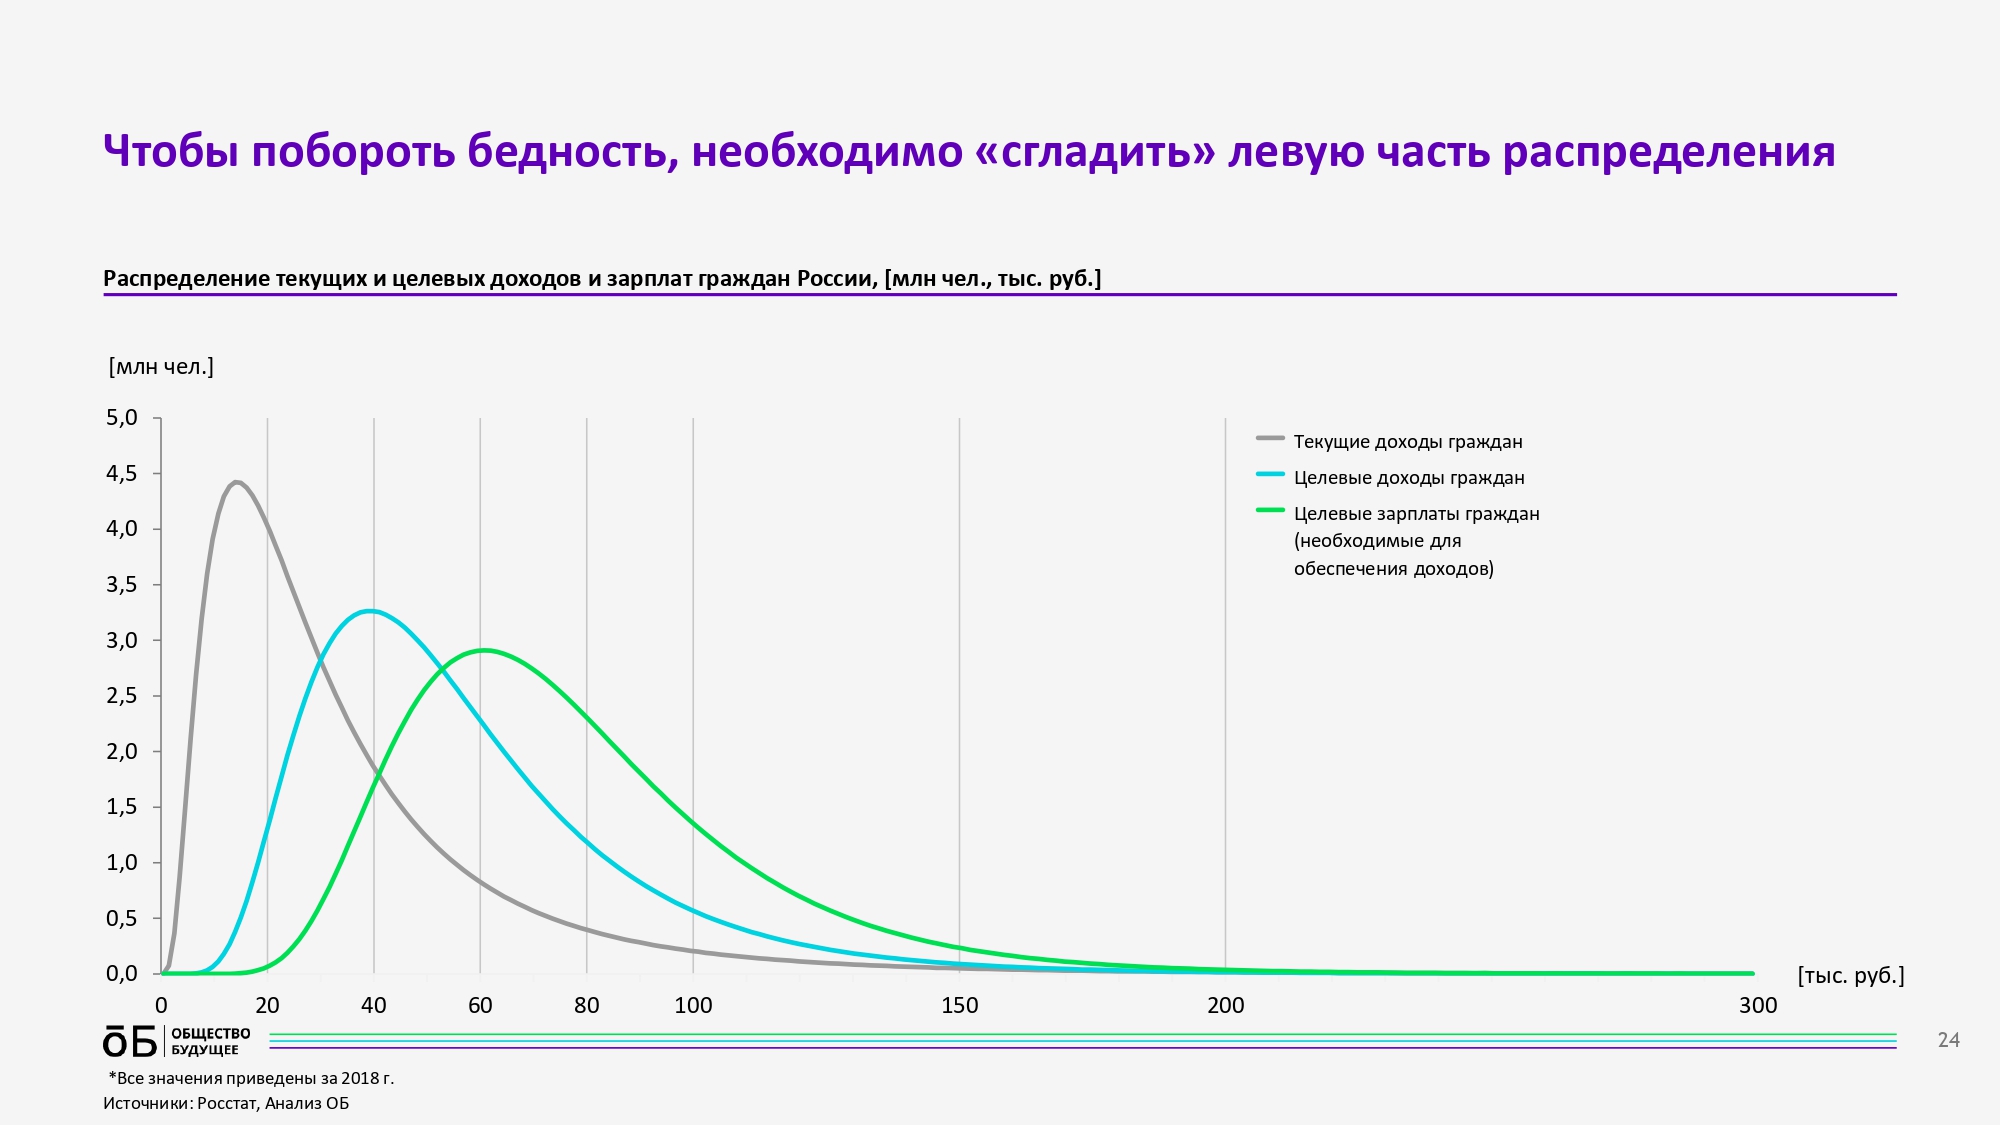 Чтобы побороть бедность, необходимо «сгладить» левую часть распределения
Распределение текущих и целевых доходов и зарплат граждан России, [млн чел., тыс. руб.]
[млн чел.]
5,0
4,5
4,0
3,5
3,0
2,5
2,0
1,5
1,0
0,5
0,0
Текущие доходы граждан
Целевые доходы граждан
Целевые зарплаты граждан
(необходимые для
обеспечения доходов)
[тыс. руб.]
0 20 40 60 80 100 150 200 300
ОБ ОБЩЕСТВО
БУДУЩЕЕ
24
*Все значения приведены за 2018 г.
Источники: Росстат, Анализ ОБ